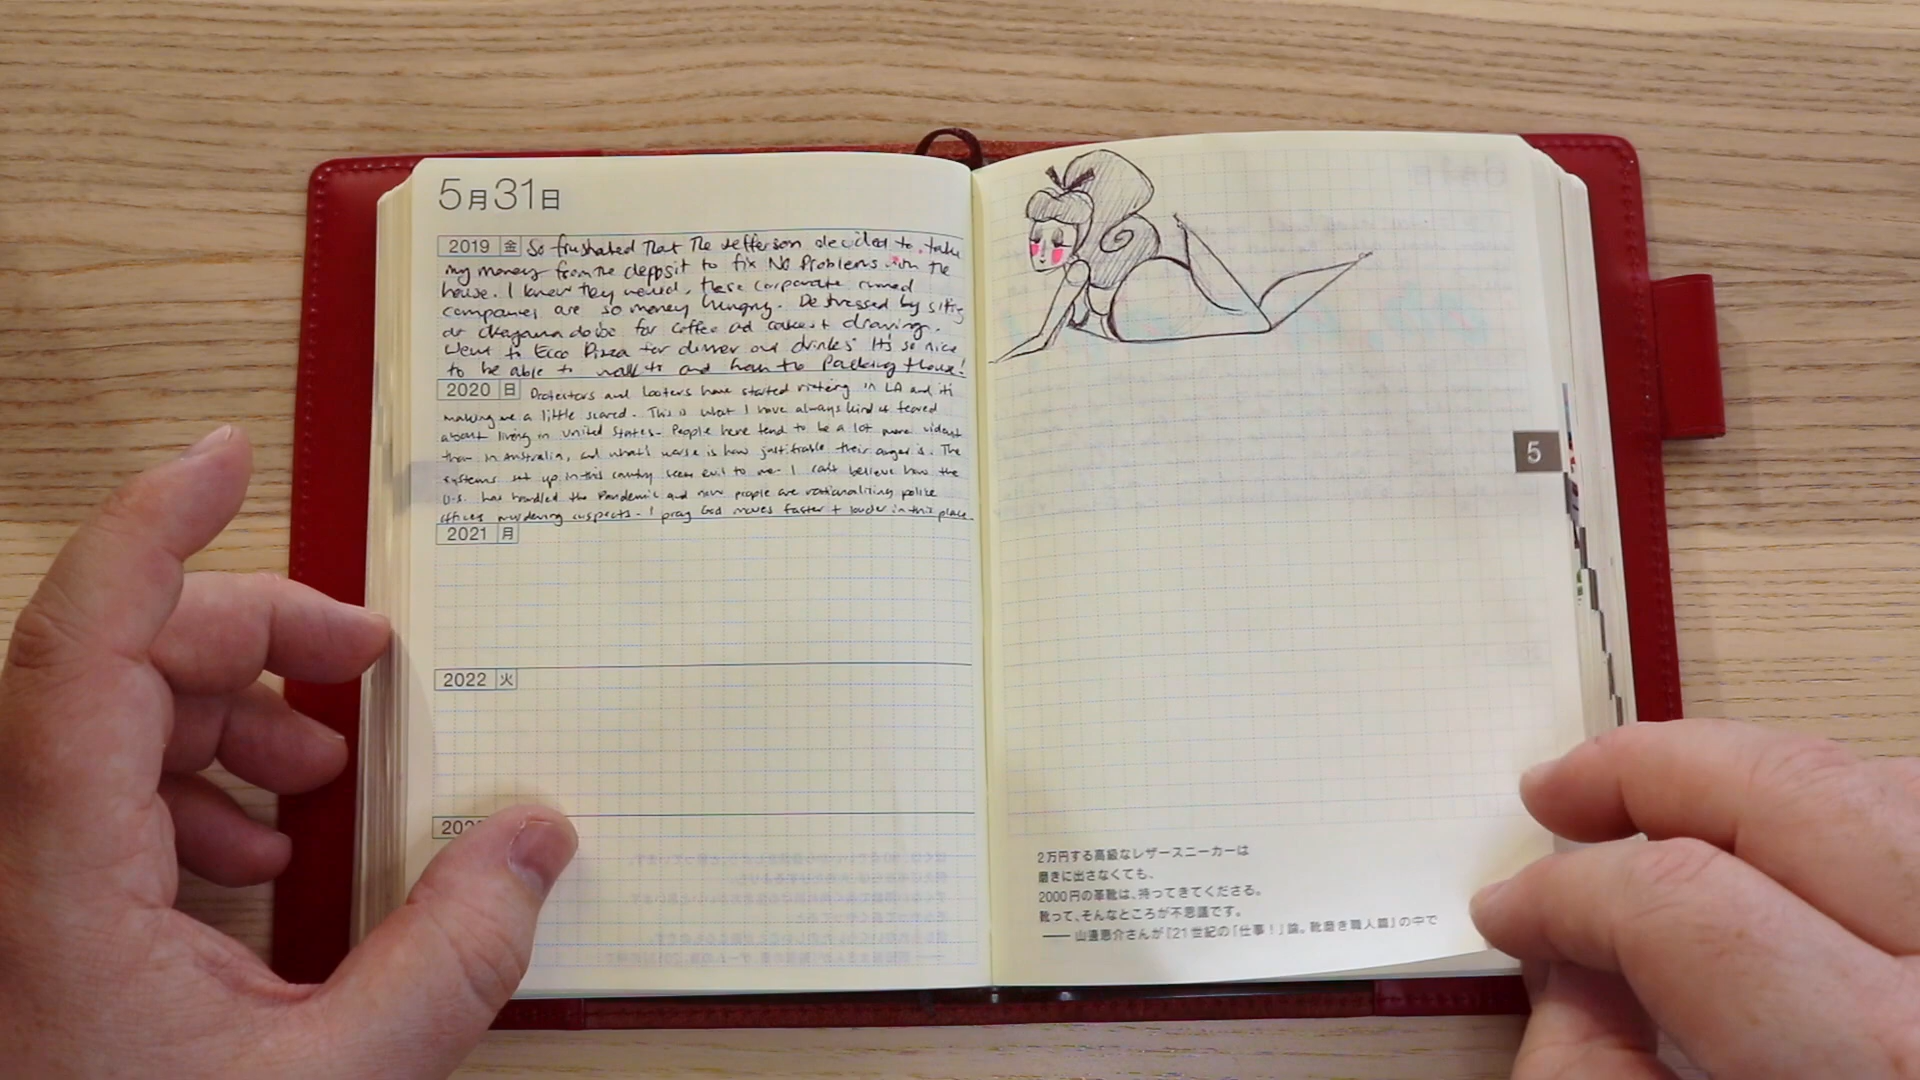 5月31日
2019 金 So frustrated that the Jefferson decided to take
my money from the deposit to fix No Problems with the
house. I knew they would, these corporate runned
companies are so money hungry. De stressed by sitting
at for coffee and cakes + drawing.
Went to Ecco Pizza for dinner and drinks. It's so nice
to be able to walk to and from the Packing House!
2020 日 Protestors and looters have started rioting in LA and it's
making me a little scared. This is what I have always kind of feared
about living in United States. People here tend to be a lot more violent
than in Australia, and what's worse is how justifiable their anger is. The
systems set up in this country seem evil to me. I can't believe how the
U.S. has handled the Pandemic and now people are rationalizing police
officers murdering suspects. I pray God moves faster + louder in this place.
2021 月
2022 火
202
5
2万円する高級なレザースニーカーは
磨きに出さなくても、
2000円の革靴は、持ってきてくださる。
靴って、そんなところが不思議です。
── 山邊恵介さんが『21世紀の「仕事！」論。靴磨き職人篇』の中で